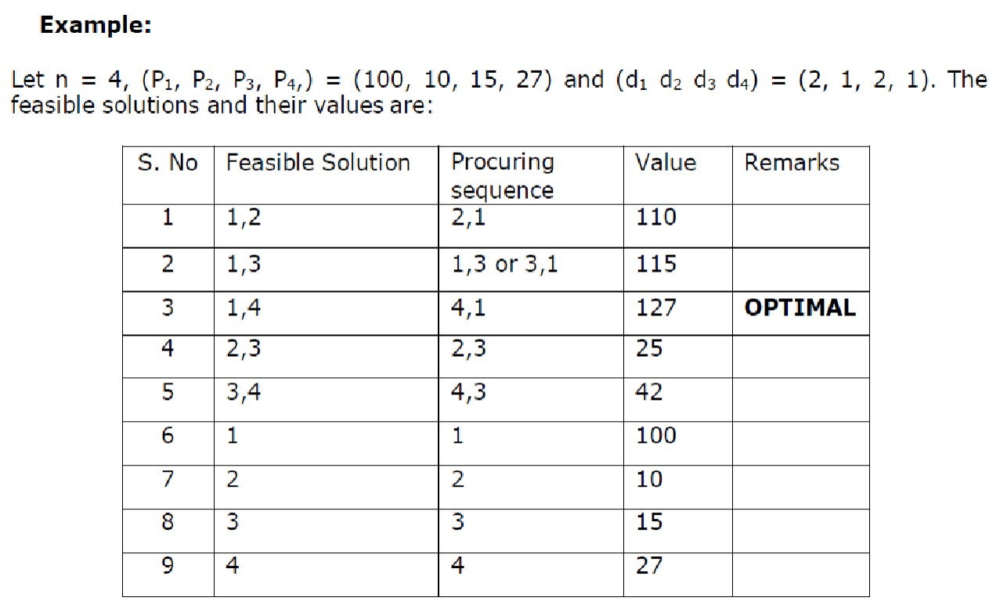 Example:
Let n = 4, (P₁, P₂, P₃, P₄,) = (100, 10, 15, 27) and (d₁ d₂ d₃ d₄) = (2, 1, 2, 1). The
feasible solutions and their values are:
S. No Feasible Solution Procuring sequence Value Remarks
1 1,2 2,1 110
2 1,3 1,3 or 3,1 115
3 1,4 4,1 127 OPTIMAL
4 2,3 2,3 25
5 3,4 4,3 42
6 1 1 100
7 2 2 10
8 3 3 15
9 4 4 27